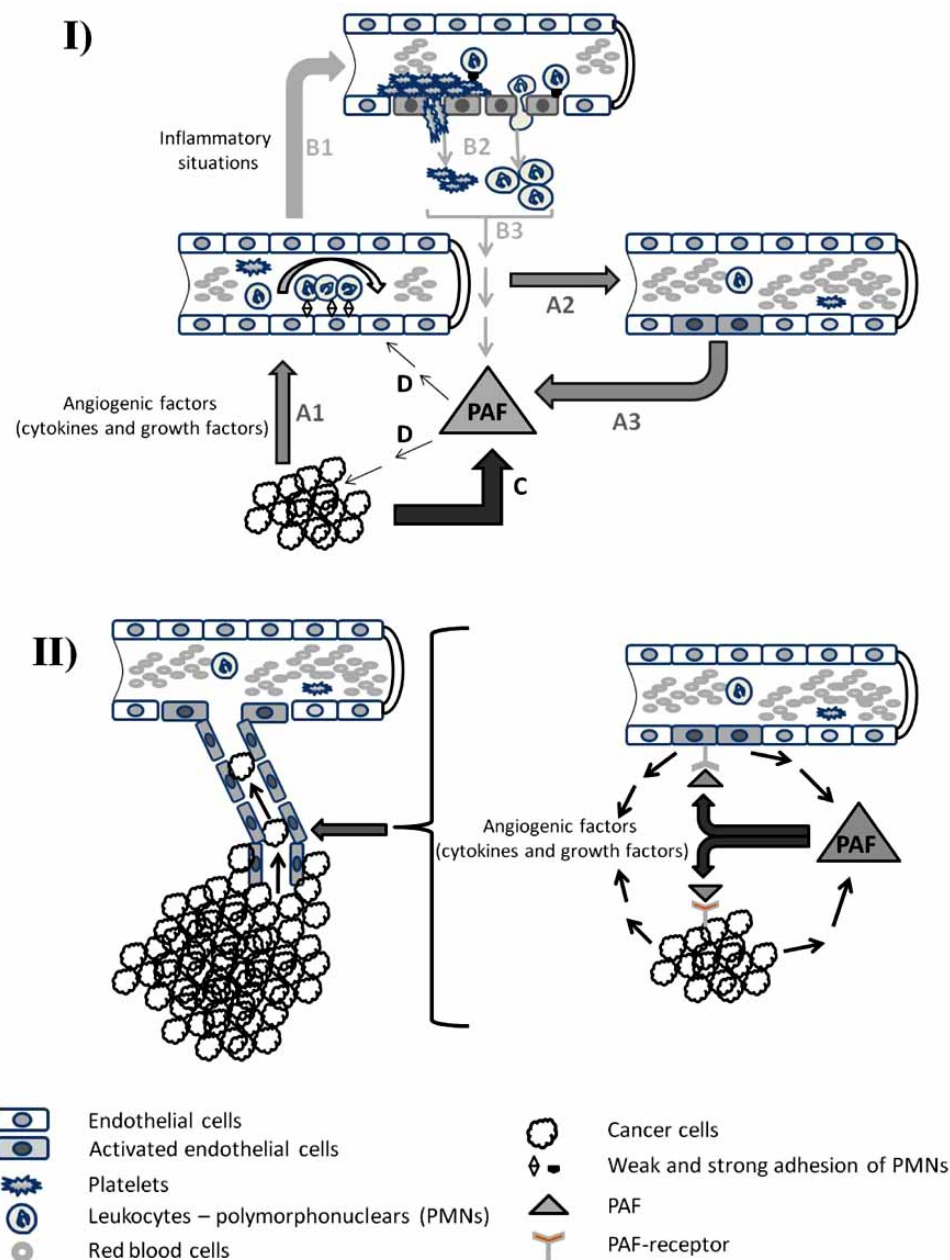 I)
Inflammatory
situations
B1
B2
B3
A2
Angiogenic factors
(cytokines and growth factors)
A1
D
D
PAF
A3
C
II)
Angiogenic factors
(cytokines and growth factors)
PAF
Endothelial cells
Activated endothelial cells
Platelets
Leukocytes – polymorphonuclears (PMNs)
Red blood cells
Cancer cells
Weak and strong adhesion of PMNs
PAF
PAF-receptor